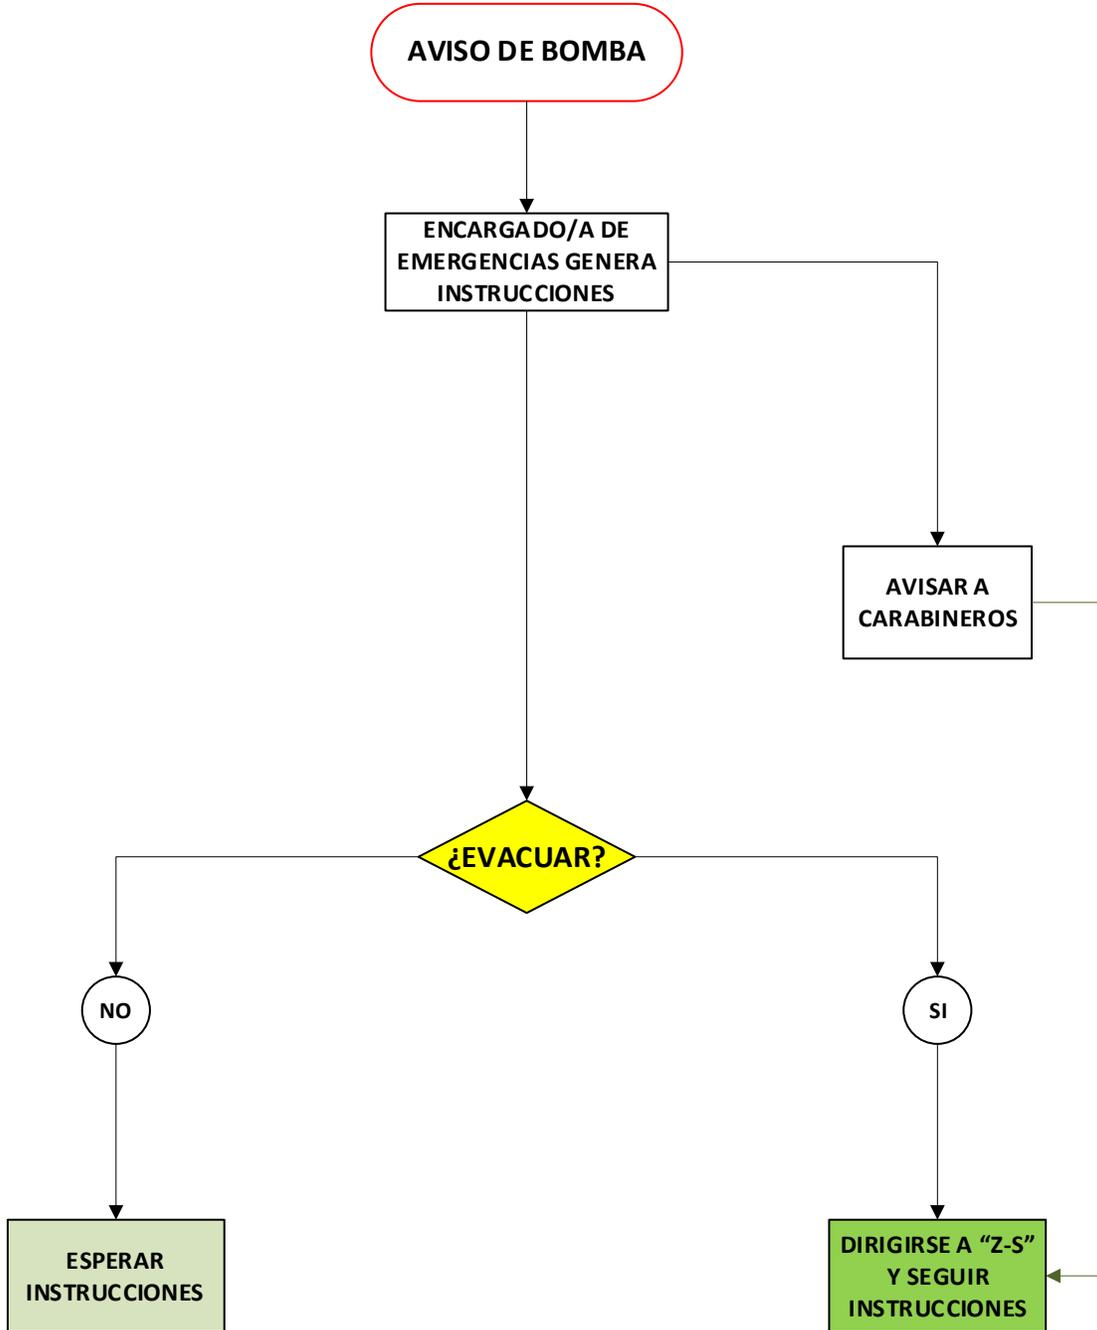 AVISO DE BOMBA
ENCARGADO/A DE
EMERGENCIAS GENERA
INSTRUCCIONES
AVISAR A
CARABINEROS
¿EVACUAR?
NO
SI
ESPERAR
INSTRUCCIONES
DIRIGIRSE A “Z-S”
Y SEGUIR
INSTRUCCIONES